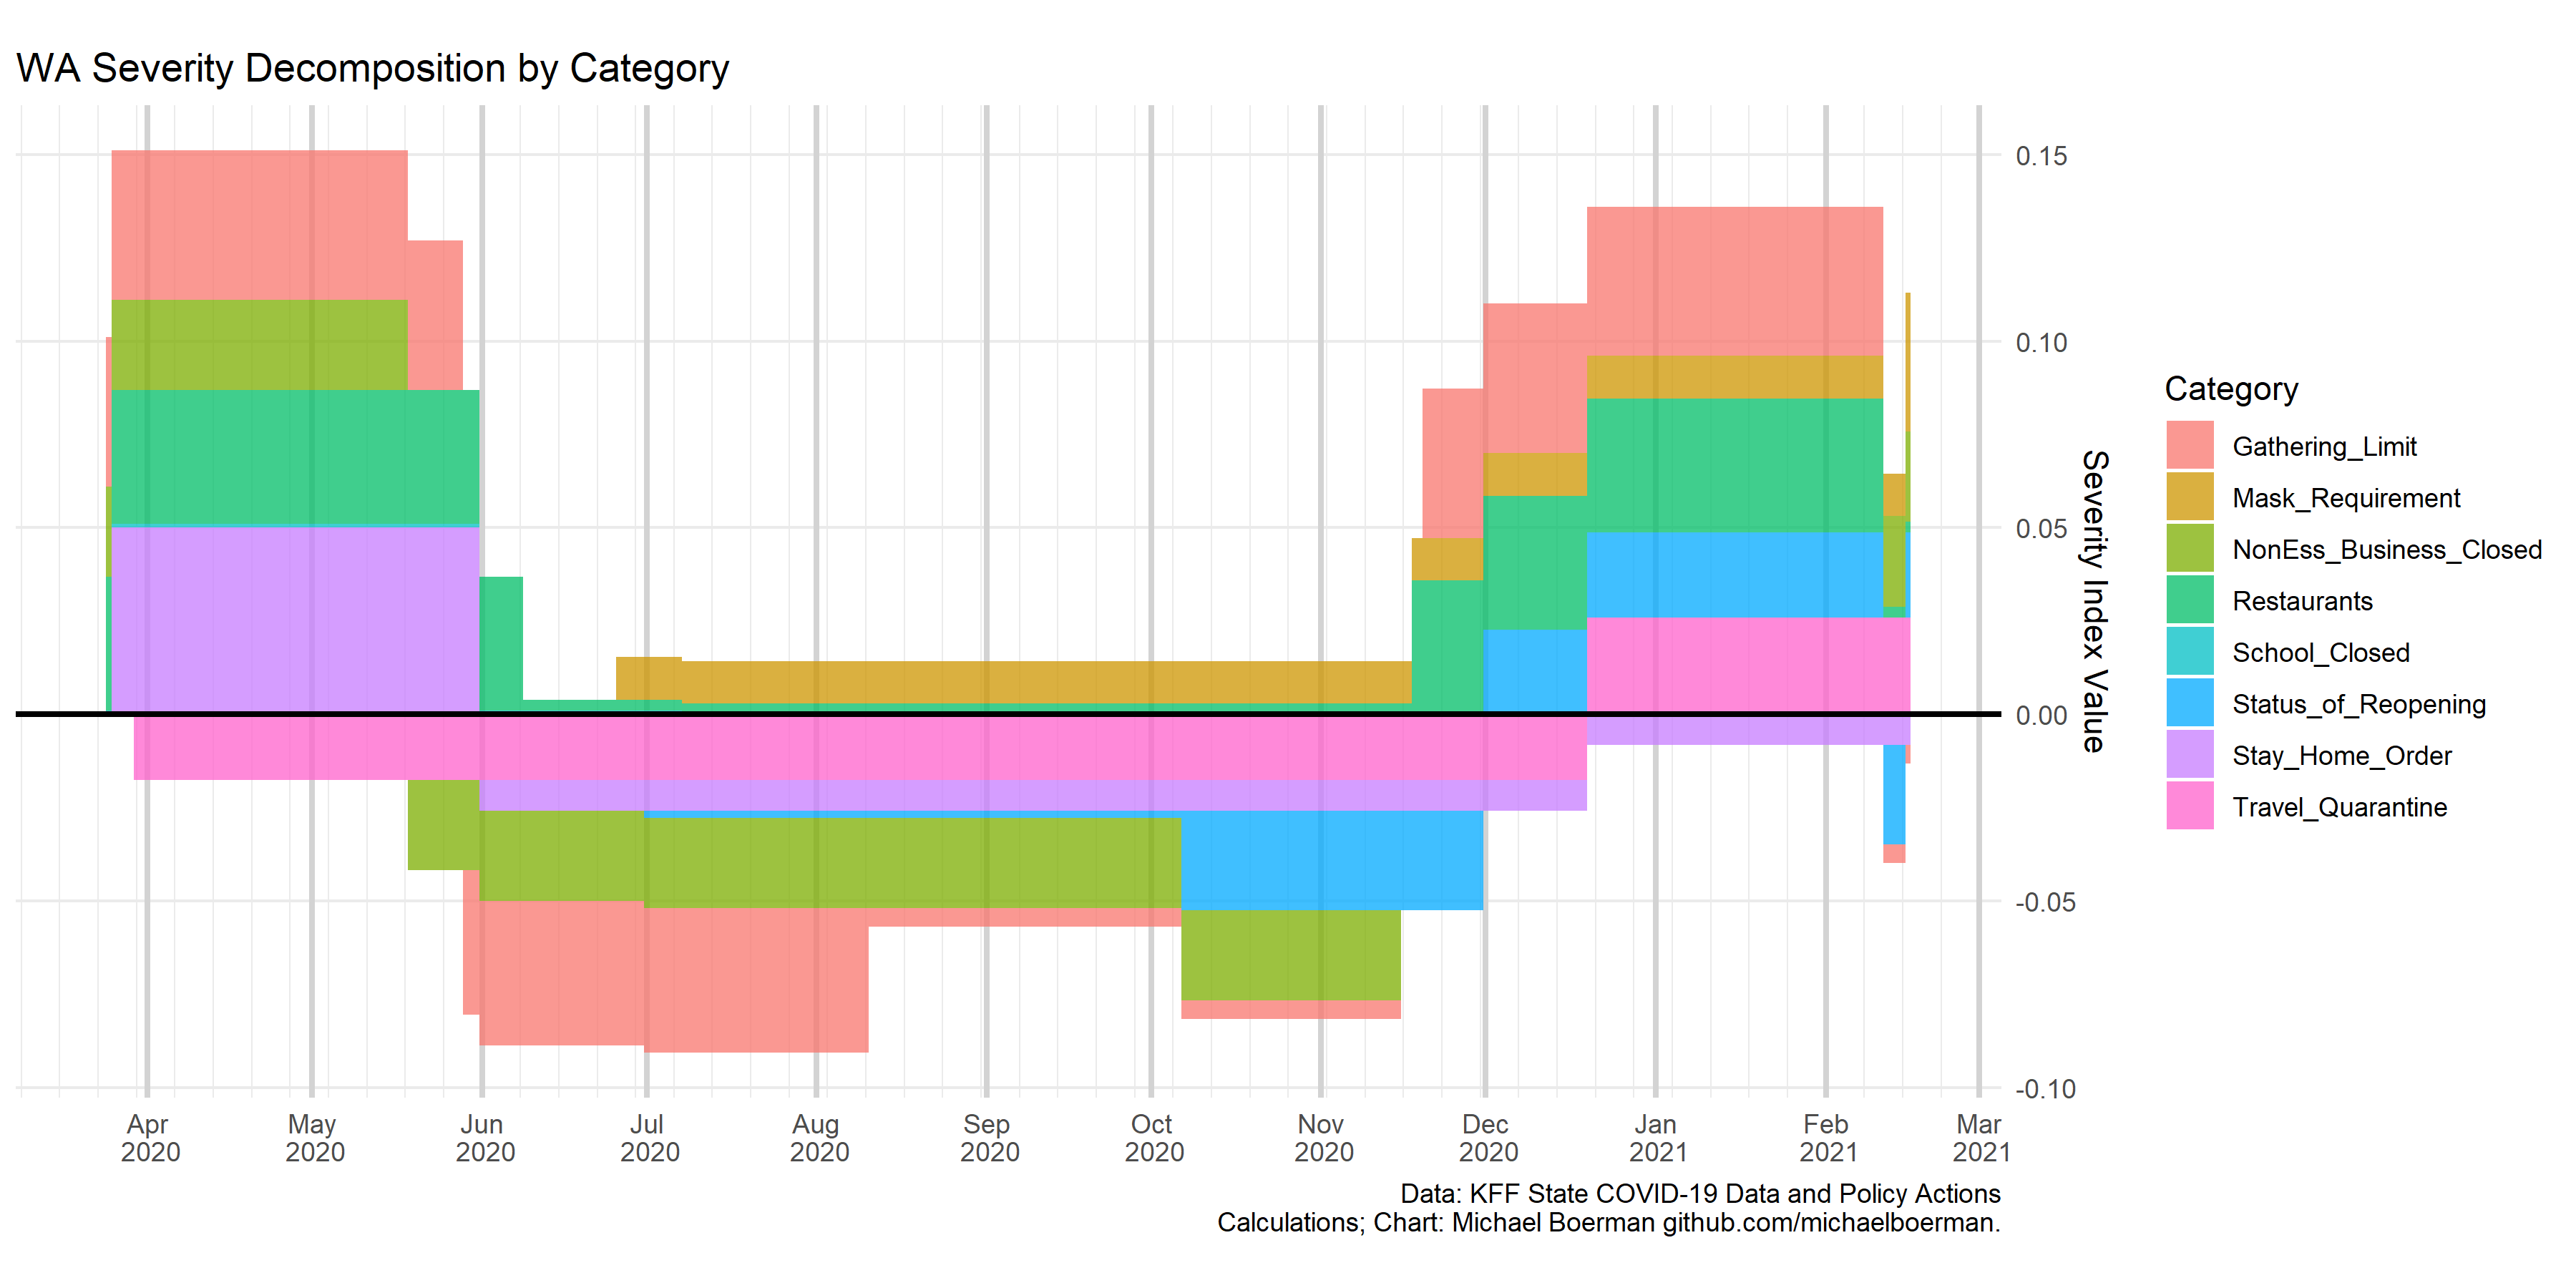 WA Severity Decomposition by Category
0.15
0.10
0.05
0.00
-0.05
-0.10
Severity Index Value
Category
Gathering_Limit
Mask_Requirement
NonEss_Business_Closed
Restaurants
School_Closed
Status_of_Reopening
Stay_Home_Order
Travel_Quarantine
Apr
2020
May
2020
Jun
2020
Jul
2020
Aug
2020
Sep
2020
Oct
2020
Nov
2020
Dec
2020
Jan
2021
Feb
2021
Mar
2021
Data: KFF State COVID-19 Data and Policy Actions
Calculations; Chart: Michael Boerman github.com/michaelboerman.